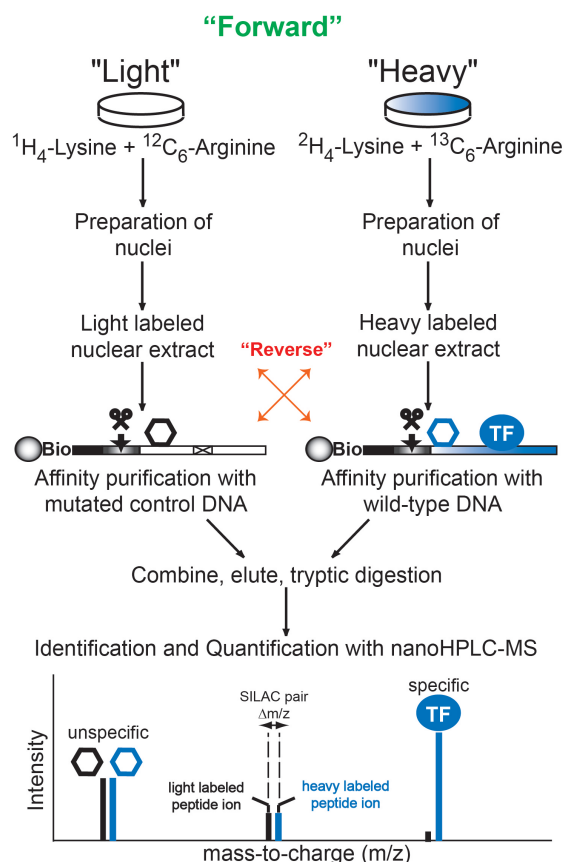 “Forward”
"Light"
"Heavy"
¹H₄-Lysine + ¹²C₆-Arginine
²H₄-Lysine + ¹³C₆-Arginine
Preparation of
nuclei
Preparation of
nuclei
Light labeled
nuclear extract
“Reverse”
Heavy labeled
nuclear extract
Bio
Bio
TF
Affinity purification with
mutated control DNA
Affinity purification with
wild-type DNA
Combine, elute, tryptic digestion
Identification and Quantification with nanoHPLC-MS
Intensity
unspecific
SILAC pair
Δm/z
specific
TF
light labeled
peptide ion
heavy labeled
peptide ion
mass-to-charge (m/z)